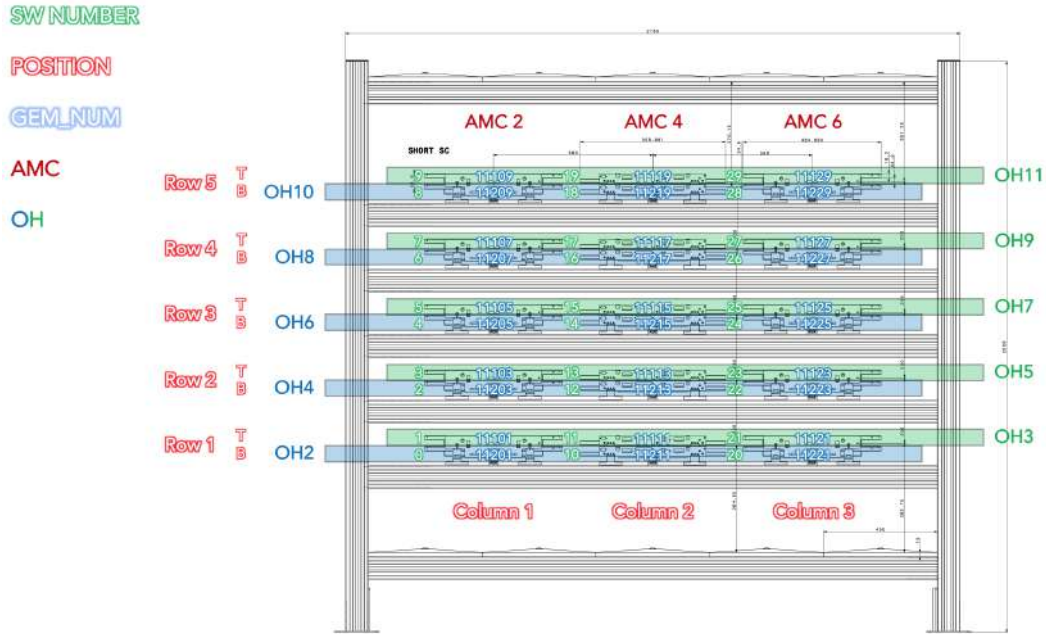 SW NUMBER
POSITION
GEM_NUM
AMC
OH
AMC 2 AMC 4 AMC 6
SHORT SC
Row 5 T 9 11109 19 11119 29 11129 OH11
B OH10 8 11209 18 11219 28 11229
Row 4 T 7 11107 17 11117 27 11127 OH9
B OH8 6 11207 16 11217 26 11227
Row 3 T 5 11105 15 11115 25 11125 OH7
B OH6 4 11205 14 11215 24 11225
Row 2 T 3 11103 13 11113 23 11123 OH5
B OH4 2 11203 12 11213 22 11223
Row 1 T 1 11101 11 11111 21 11121 OH3
B OH2 0 11201 10 11211 20 11221
Column 1 Column 2 Column 3